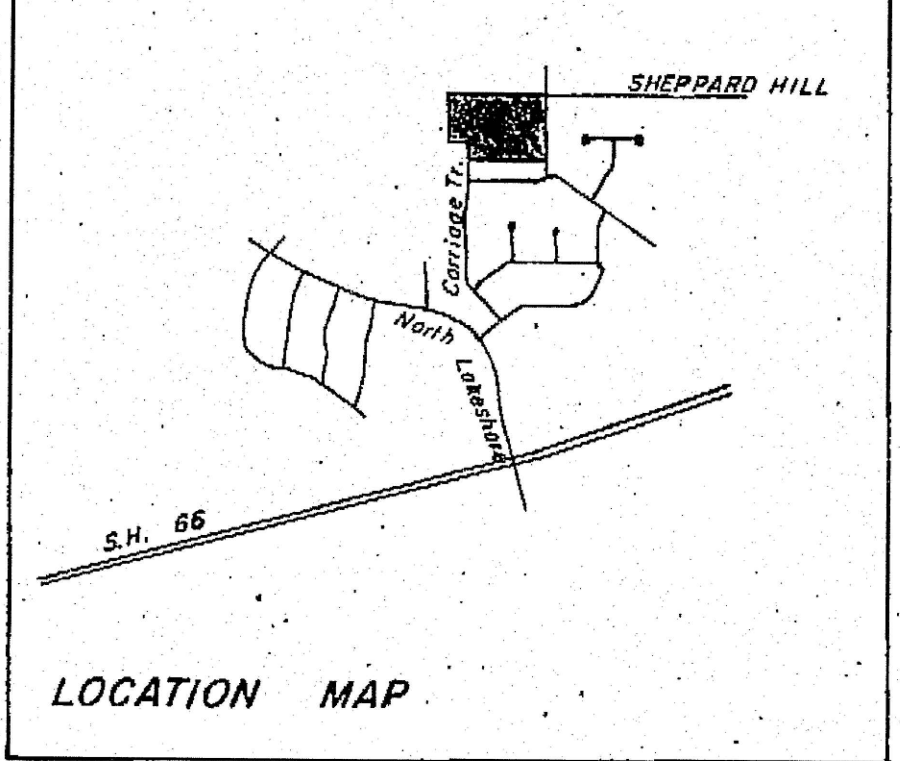 SHEPPARD HILL
Carriage Tr.
North
Lakeshore
S.H. 66
LOCATION MAP